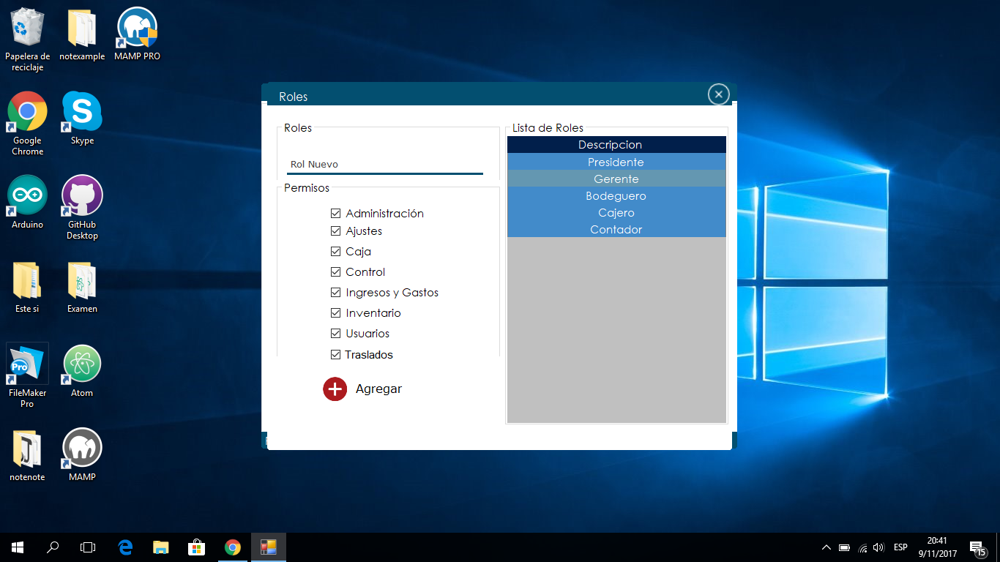 Papelera de
reciclaje
notexample
MAMP PRO
Google
Chrome
Skype
Arduino
GitHub
Desktop
Este si
Examen
Pro
FileMaker
Pro
Atom
notenote
MAMP
Roles
Roles
Rol Nuevo
Permisos
Administración
Ajustes
Caja
Control
Ingresos y Gastos
Inventario
Usuarios
Traslados
Agregar
Lista de Roles
Descripcion
Presidente
Gerente
Bodeguero
Cajero
Contador
ESP
20:41
9/11/2017
15